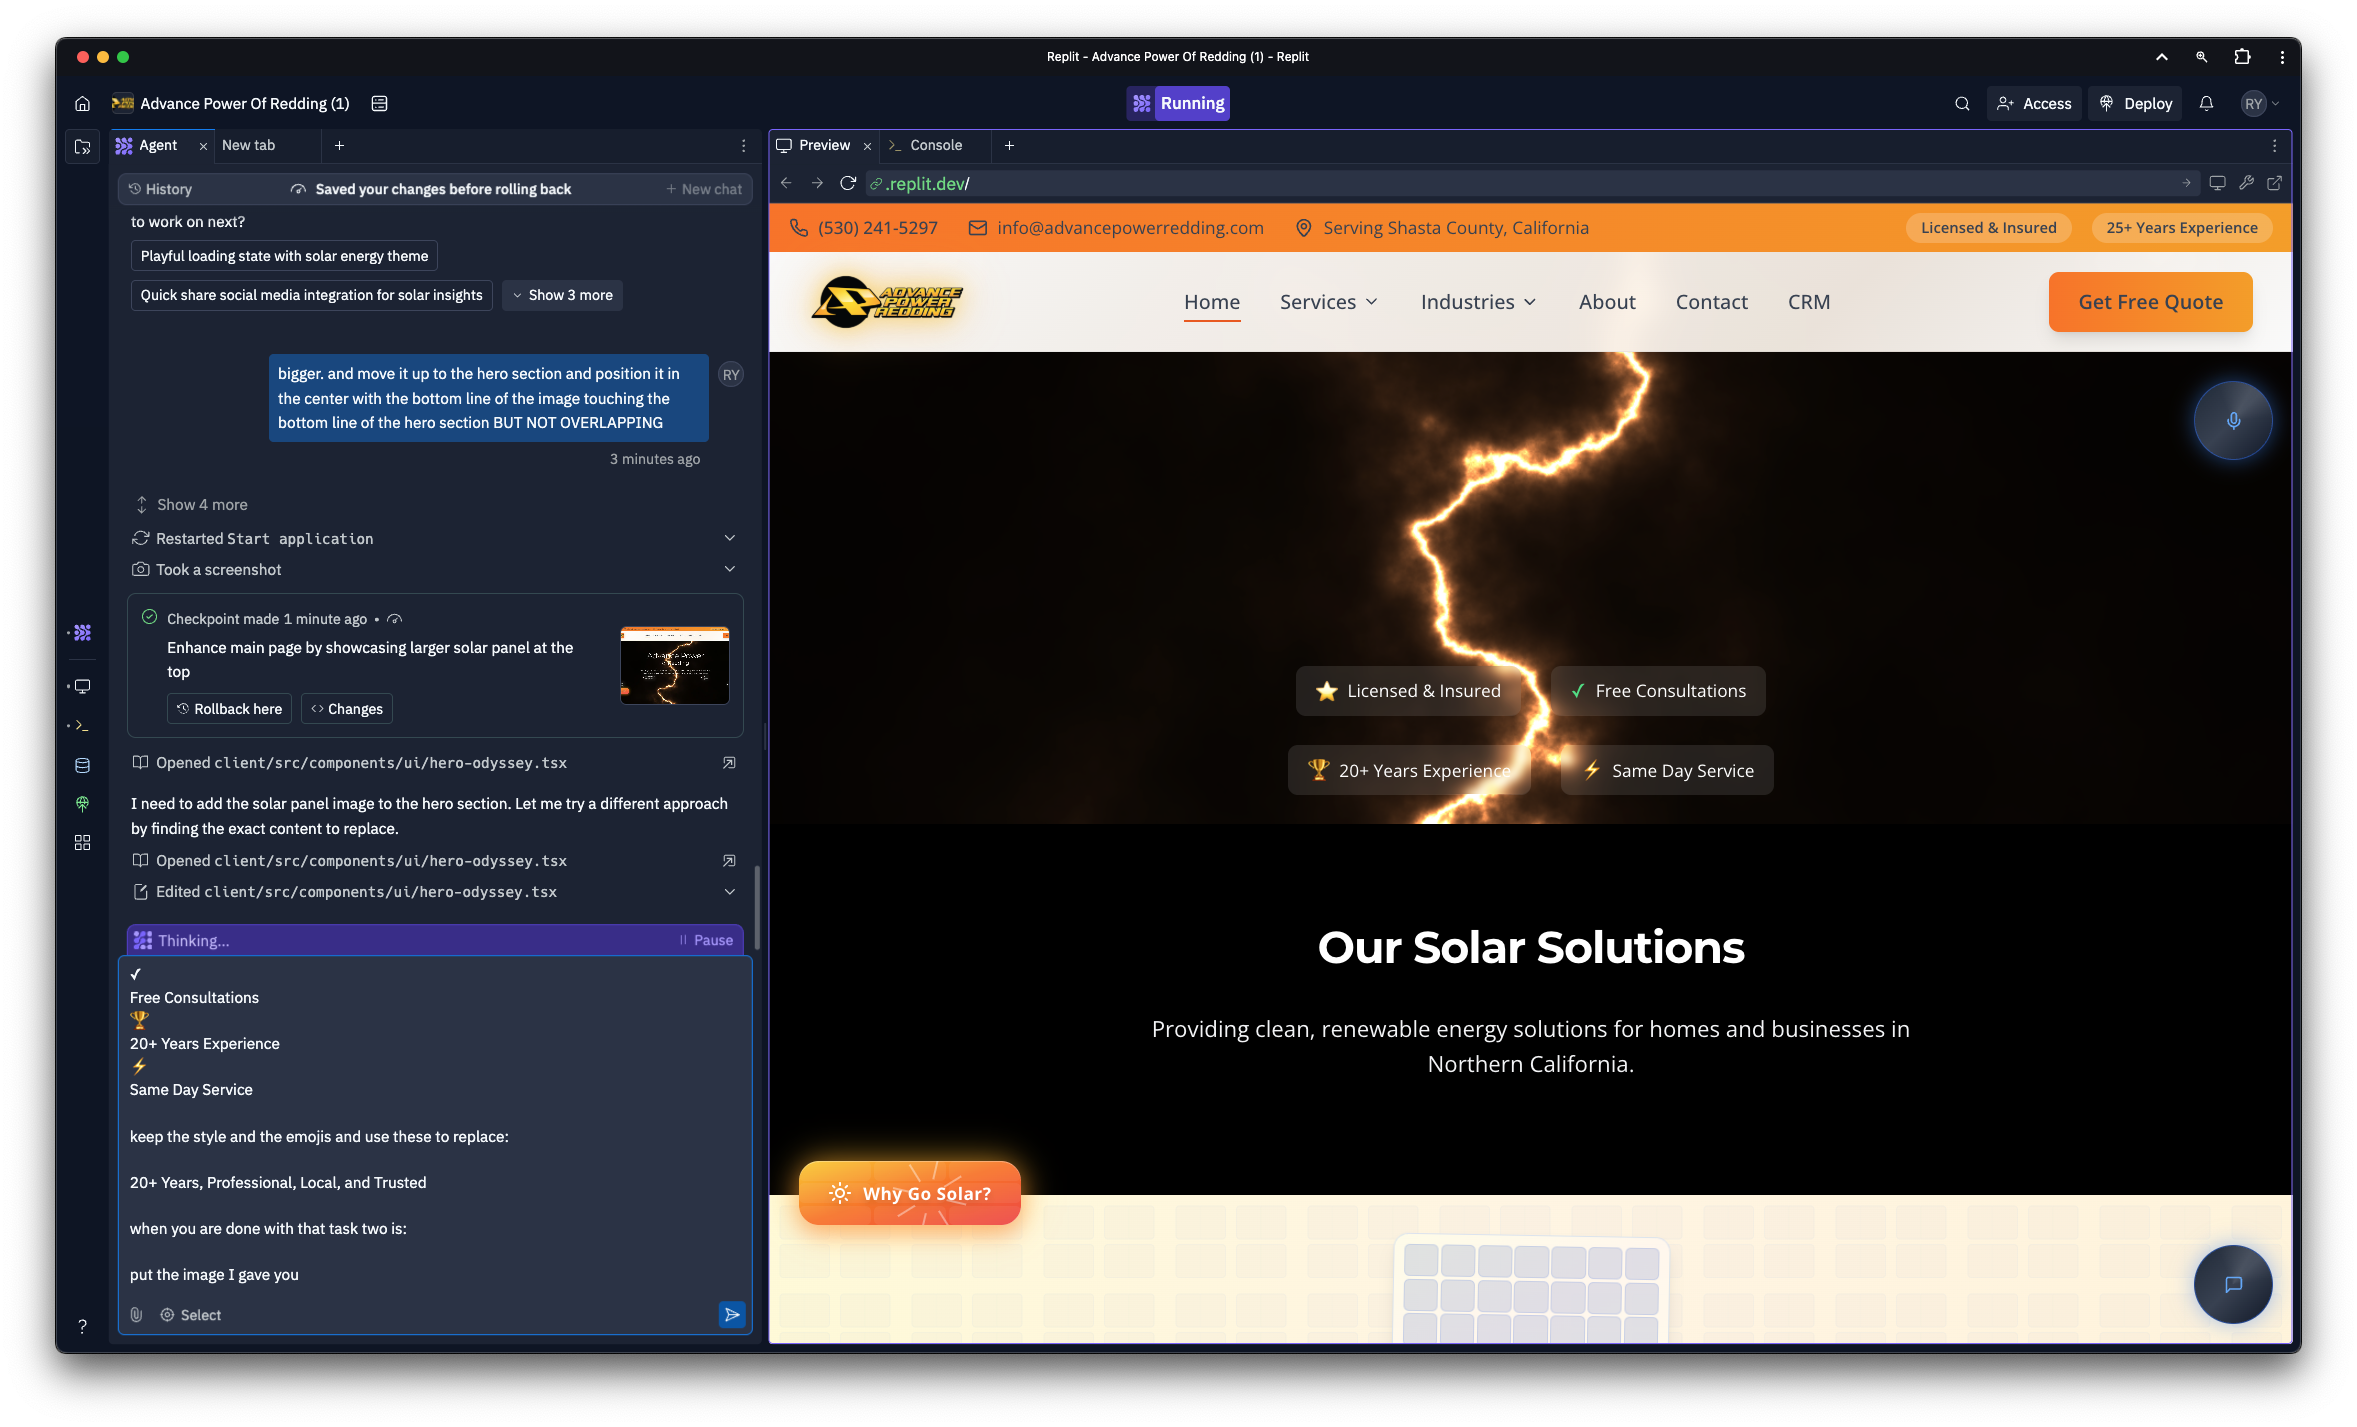 Replit - Advance Power Of Redding (1) - Replit
Advance Power Of Redding (1)
Running
Access
Deploy
RY
Agent
New tab
History
Saved your changes before rolling back
New chat
to work on next?
Playful loading state with solar energy theme
Quick share social media integration for solar insights
Show 3 more
bigger. and move it up to the hero section and position it in
the center with the bottom line of the image touching the
bottom line of the hero section BUT NOT OVERLAPPING
RY
3 minutes ago
Show 4 more
Restarted Start application
Took a screenshot
Checkpoint made 1 minute ago •
Enhance main page by showcasing larger solar panel at the
top
Rollback here
Changes
Opened client/src/components/ui/hero-odyssey.tsx
I need to add the solar panel image to the hero section. Let me try a different approach
by finding the exact content to replace.
Opened client/src/components/ui/hero-odyssey.tsx
Edited client/src/components/ui/hero-odyssey.tsx
Thinking...
Pause
✓
Free Consultations
🏆
20+ Years Experience
⚡
Same Day Service
keep the style and the emojis and use these to replace:
20+ Years, Professional, Local, and Trusted
when you are done with that task two is:
put the image I gave you
Select
Preview
Console
.replit.dev/
(530) 241-5297
info@advancepowerredding.com
Serving Shasta County, California
Licensed & Insured
25+ Years Experience
ADVANCE
POWER
REDDING
Home
Services
Industries
About
Contact
CRM
Get Free Quote
⭐ Licensed & Insured
✓ Free Consultations
🏆 20+ Years Experience
⚡ Same Day Service
Our Solar Solutions
Providing clean, renewable energy solutions for homes and businesses in
Northern California.
Why Go Solar?